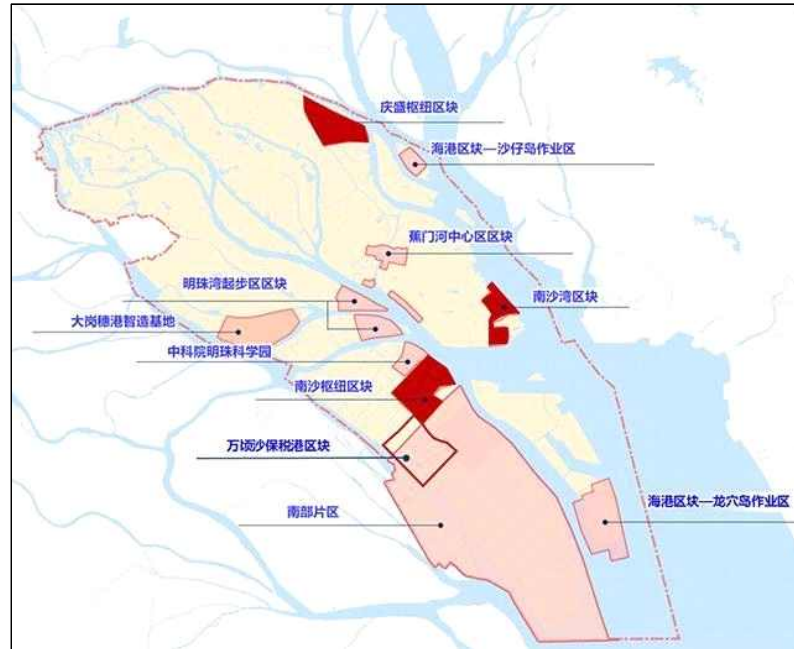 庆盛枢纽区块
海港区块—沙仔岛作业区
蕉门河中心区区块
明珠湾起步区区块
南沙湾区块
大岗穗港智造基地
中科院明珠科学园
南沙枢纽区块
万顷沙保税港区块
海港区块—龙穴岛作业区
南部片区